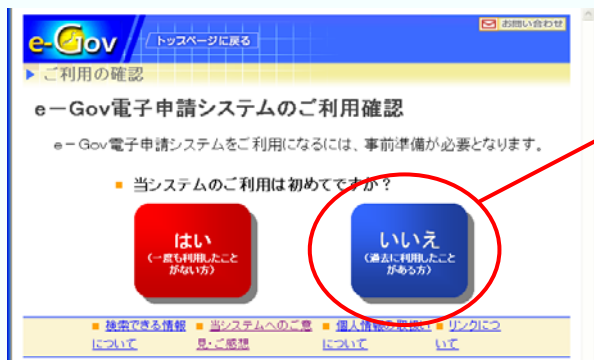 お問い合わせ
e-Gov
トップページに戻る
ご利用の確認
e－Gov電子申請システムのご利用確認
e－Gov電子申請システムをご利用になるには、事前準備が必要となります。
当システムのご利用は初めてですか？
はい
（一度も利用したこと
がない方）
いいえ
（過去に利用したこと
がある方）
検索できる情報
について
当システムへのご意
見・ご感想
個人情報の取扱い
について
リンクにつ
いて